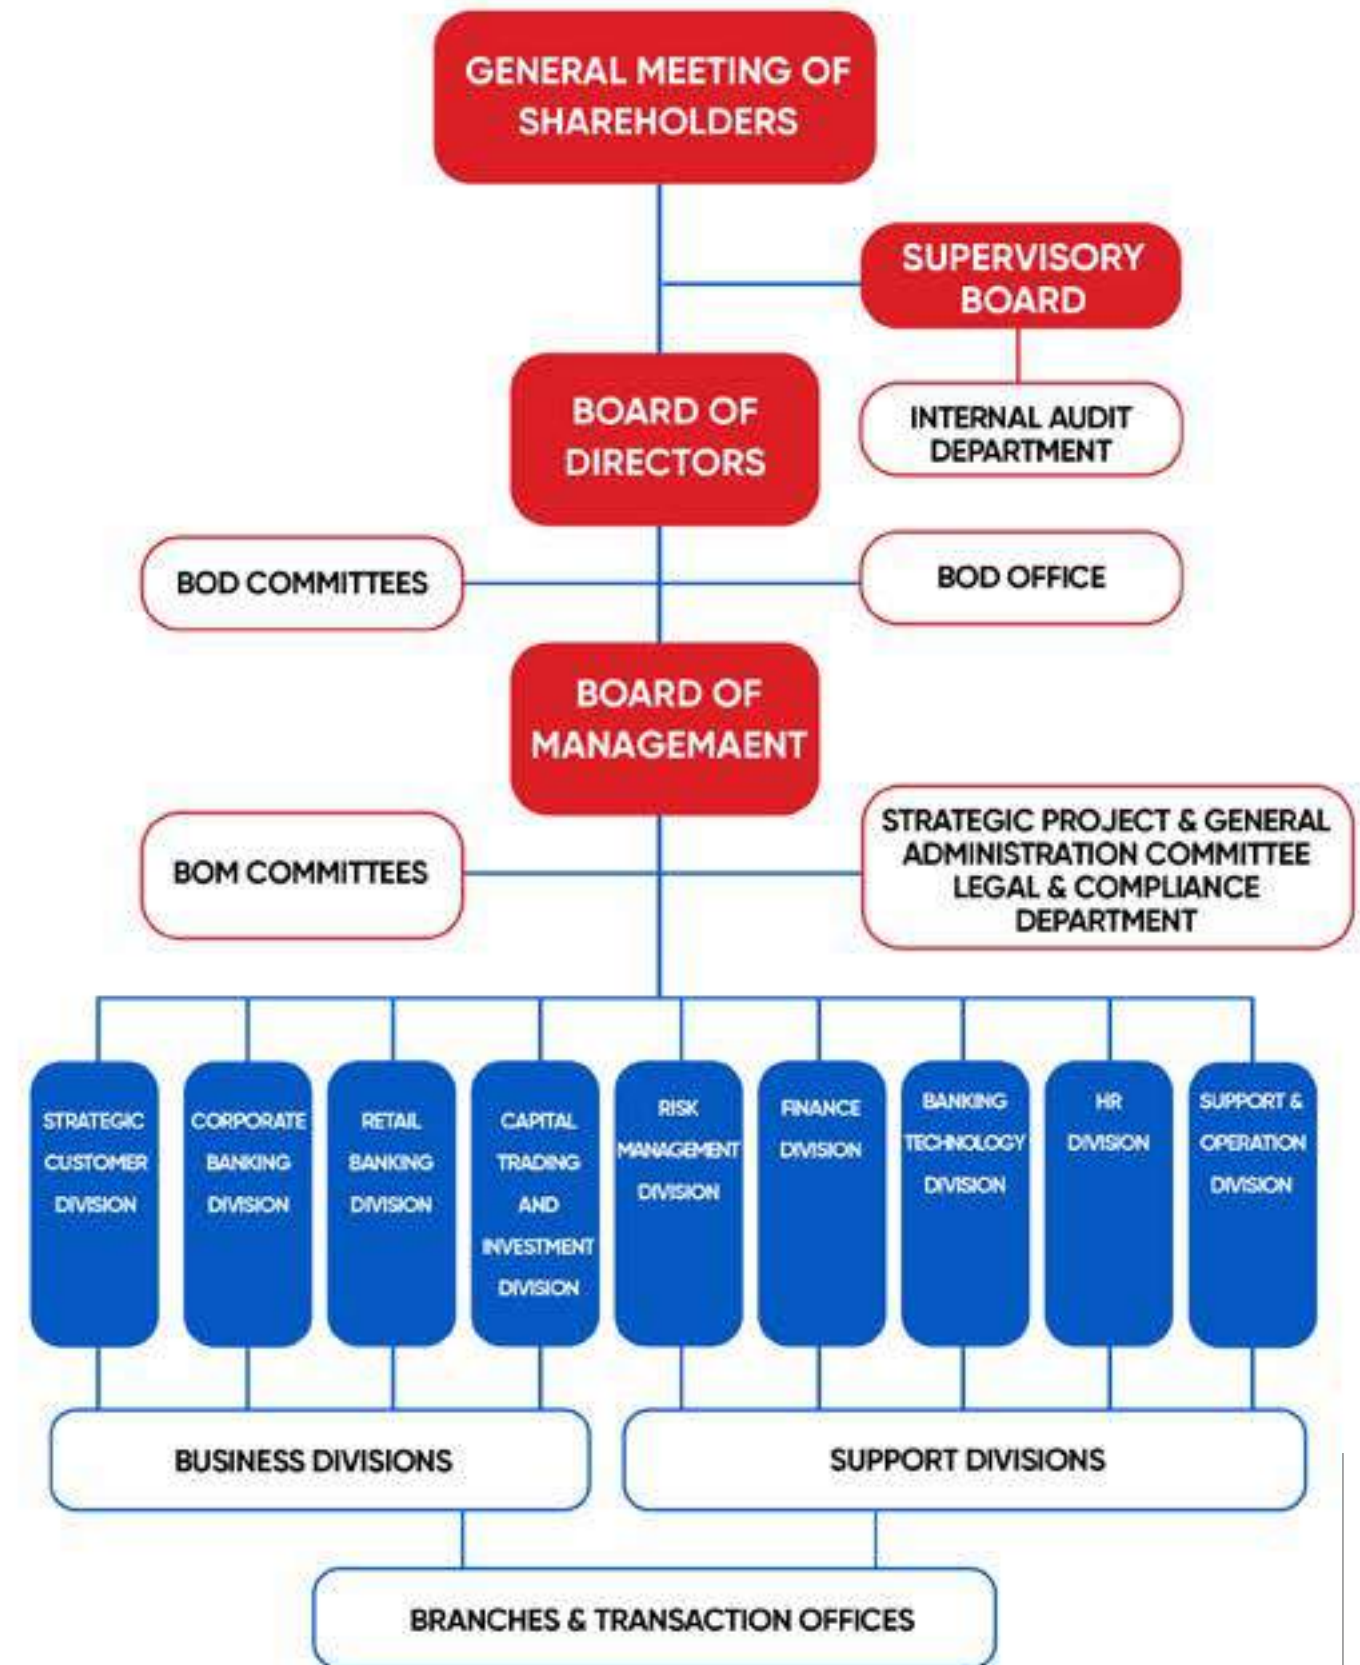 GENERAL MEETING OF
SHAREHOLDERS
SUPERVISORY
BOARD
INTERNAL AUDIT
DEPARTMENT
BOARD OF
DIRECTORS
BOD COMMITTEES
BOD OFFICE
BOARD OF
MANAGEMAENT
BOM COMMITTEES
STRATEGIC PROJECT & GENERAL
ADMINISTRATION COMMITTEE
LEGAL & COMPLIANCE
DEPARTMENT
STRATEGIC
CUSTOMER
DIVISION
CORPORATE
BANKING
DIVISION
RETAIL
BANKING
DIVISION
CAPITAL
TRADING
AND
INVESTMENT
DIVISION
RISK
MANAGEMENT
DIVISION
FINANCE
DIVISION
BANKING
TECHNOLOGY
DIVISION
HR
DIVISION
SUPPORT &
OPERATION
DIVISION
BUSINESS DIVISIONS
SUPPORT DIVISIONS
BRANCHES & TRANSACTION OFFICES